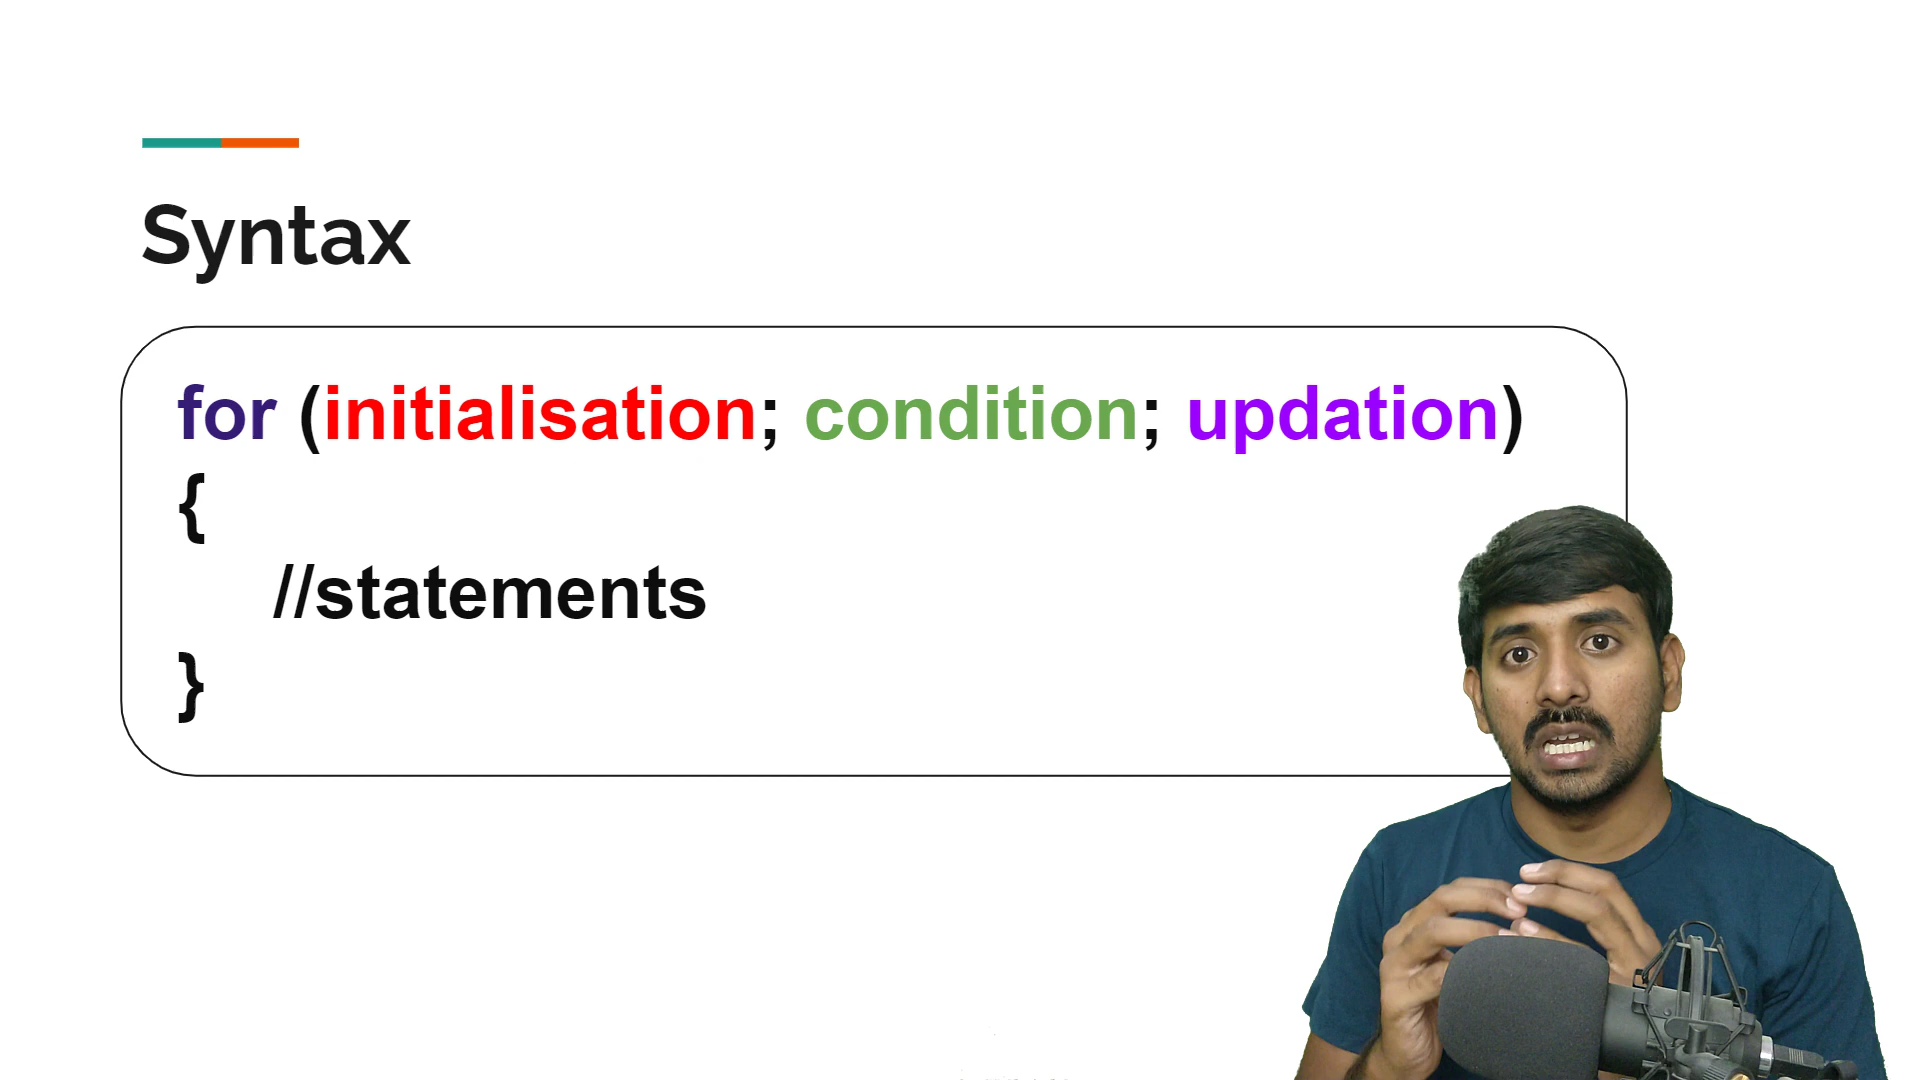 Syntax
for (initialisation; condition; updation)
{
//statements
}